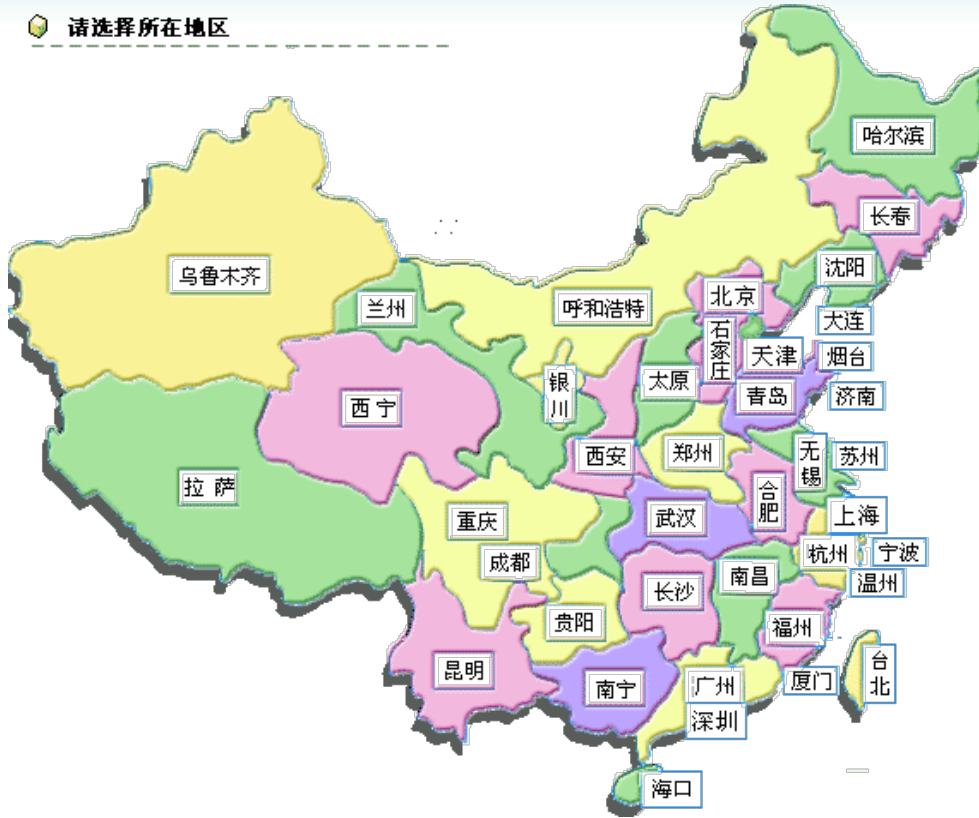 请选择所在地区
哈尔滨
长春
沈阳
乌鲁木齐
北京
呼和浩特
兰州
大连
石家庄
天津
烟台
太原
银川
青岛
济南
西宁
郑州
无锡
苏州
西安
拉萨
合肥
上海
武汉
重庆
杭州
宁波
成都
南昌
温州
长沙
贵阳
福州
昆明
台北
厦门
南宁
广州
深圳
海口